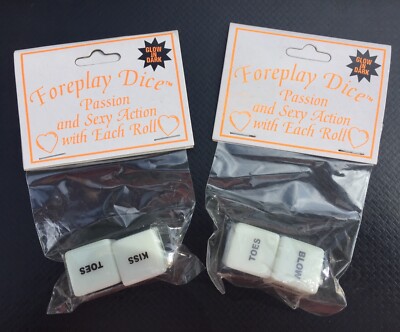 GLOW
IN
DARK
Foreplay Dice™
Passion
and Sexy Action
with Each Roll
TOES
KISS
GLOW
IN
DARK
Foreplay Dice™
Passion
and Sexy Action
with Each Roll
TOES
BLOW